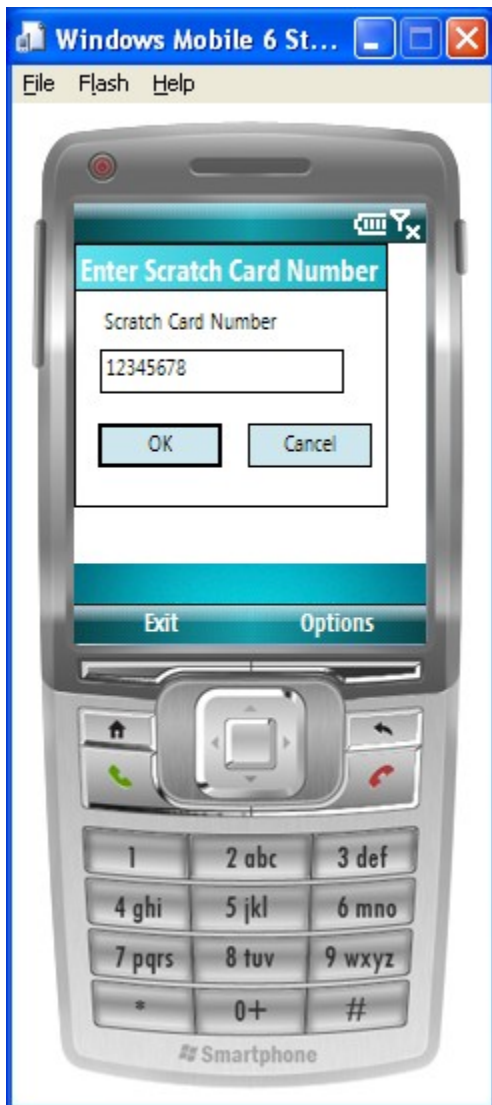 Windows Mobile 6 St...
File Flash Help
Enter Scratch Card Number
Scratch Card Number
12345678
OK Cancel
Exit Options
1 2 abc 3 def
4 ghi 5 jkl 6 mno
7 pqrs 8 tuv 9 wxyz
* 0+ #
Smartphone